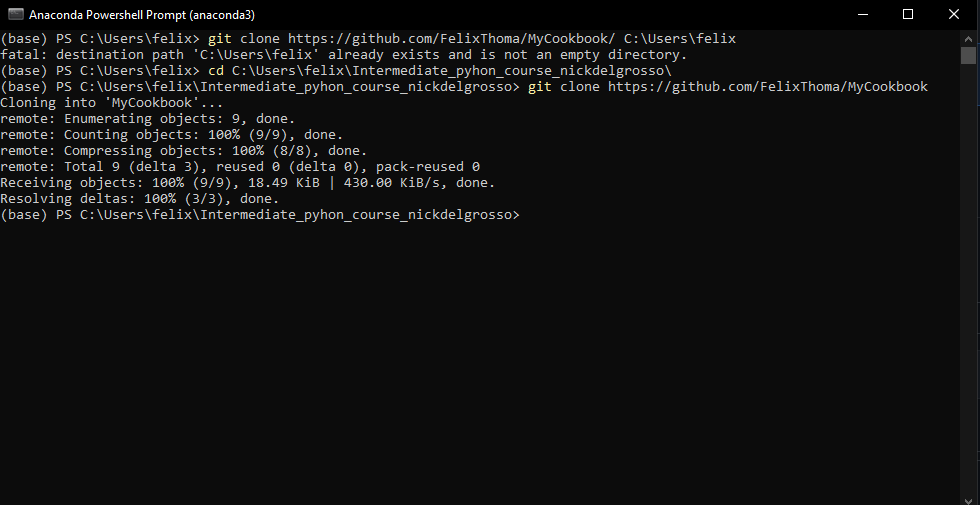 Anaconda Powershell Prompt (anaconda3)
(base) PS C:\Users\felix> git clone https://github.com/FelixThoma/MyCookbook/ C:\Users\felix
fatal: destination path 'C:\Users\felix' already exists and is not an empty directory.
(base) PS C:\Users\felix> cd C:\Users\felix\Intermediate_pyhon_course_nickdelgrosso\
(base) PS C:\Users\felix\Intermediate_pyhon_course_nickdelgrosso> git clone https://github.com/FelixThoma/MyCookbook
Cloning into 'MyCookbook'...
remote: Enumerating objects: 9, done.
remote: Counting objects: 100% (9/9), done.
remote: Compressing objects: 100% (8/8), done.
remote: Total 9 (delta 3), reused 0 (delta 0), pack-reused 0
Receiving objects: 100% (9/9), 18.49 KiB | 430.00 KiB/s, done.
Resolving deltas: 100% (3/3), done.
(base) PS C:\Users\felix\Intermediate_pyhon_course_nickdelgrosso>